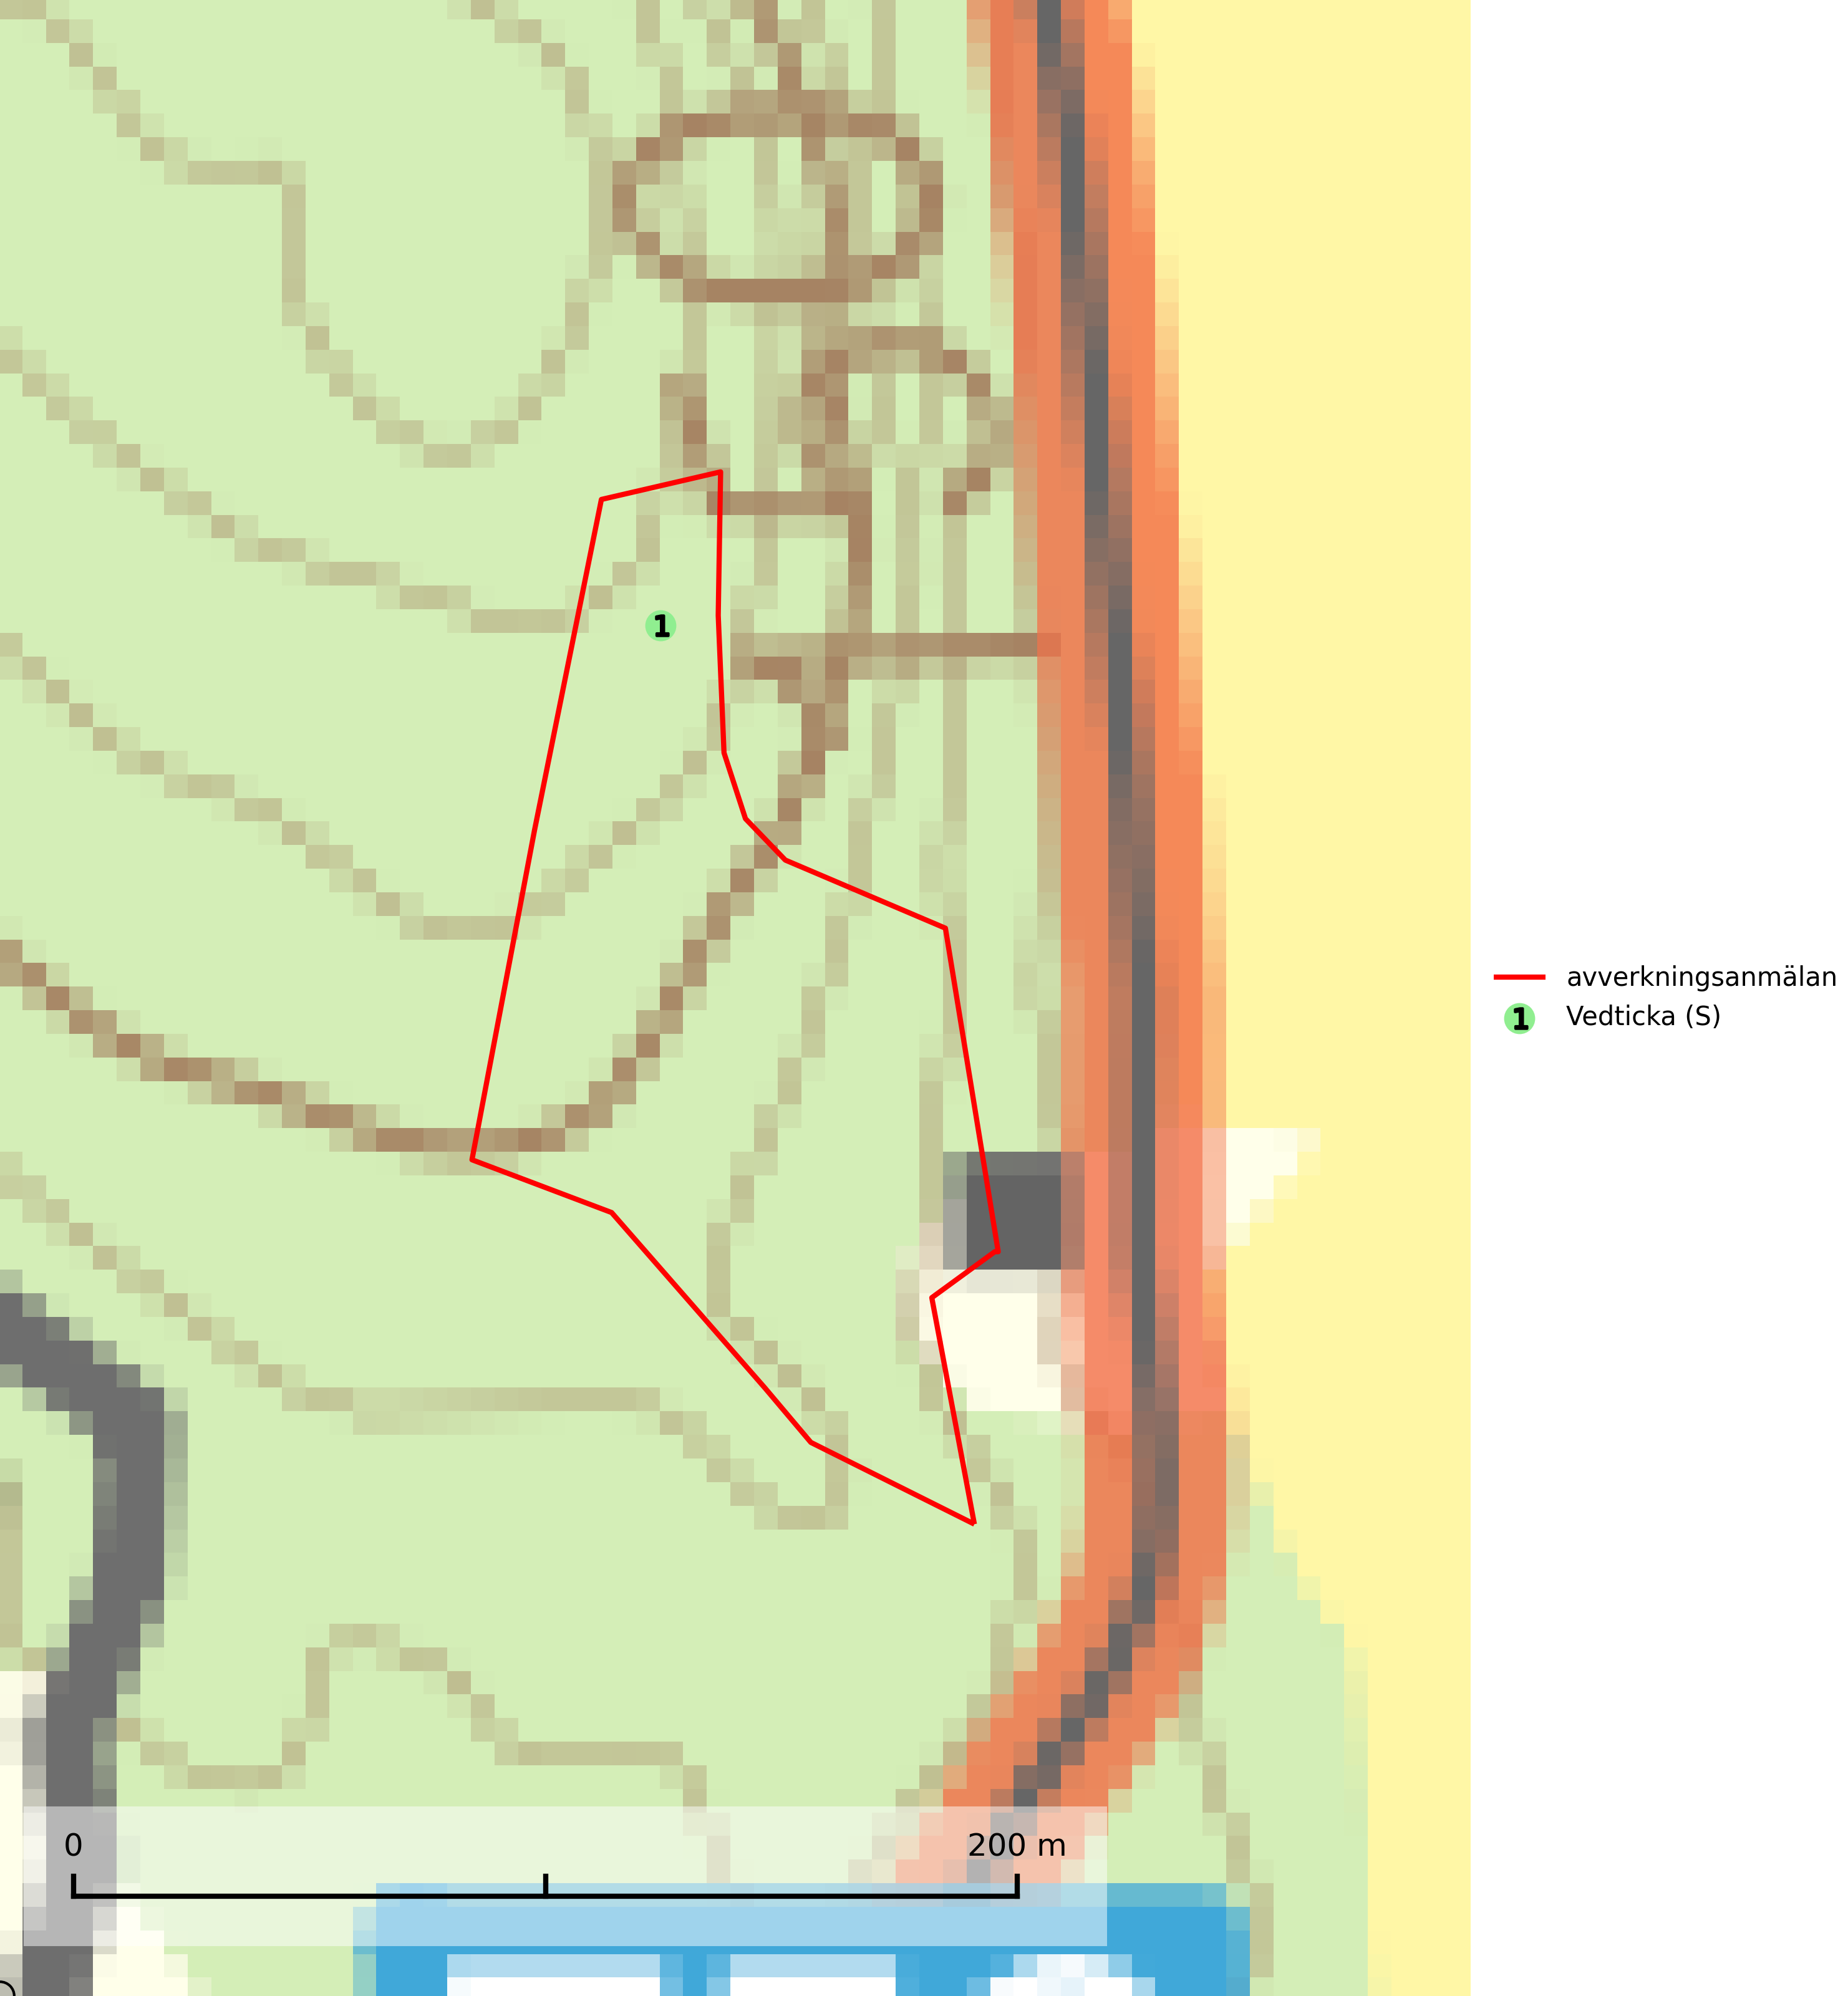 1
avverkningsanmälan
1 Vedticka (S)
0 200 m